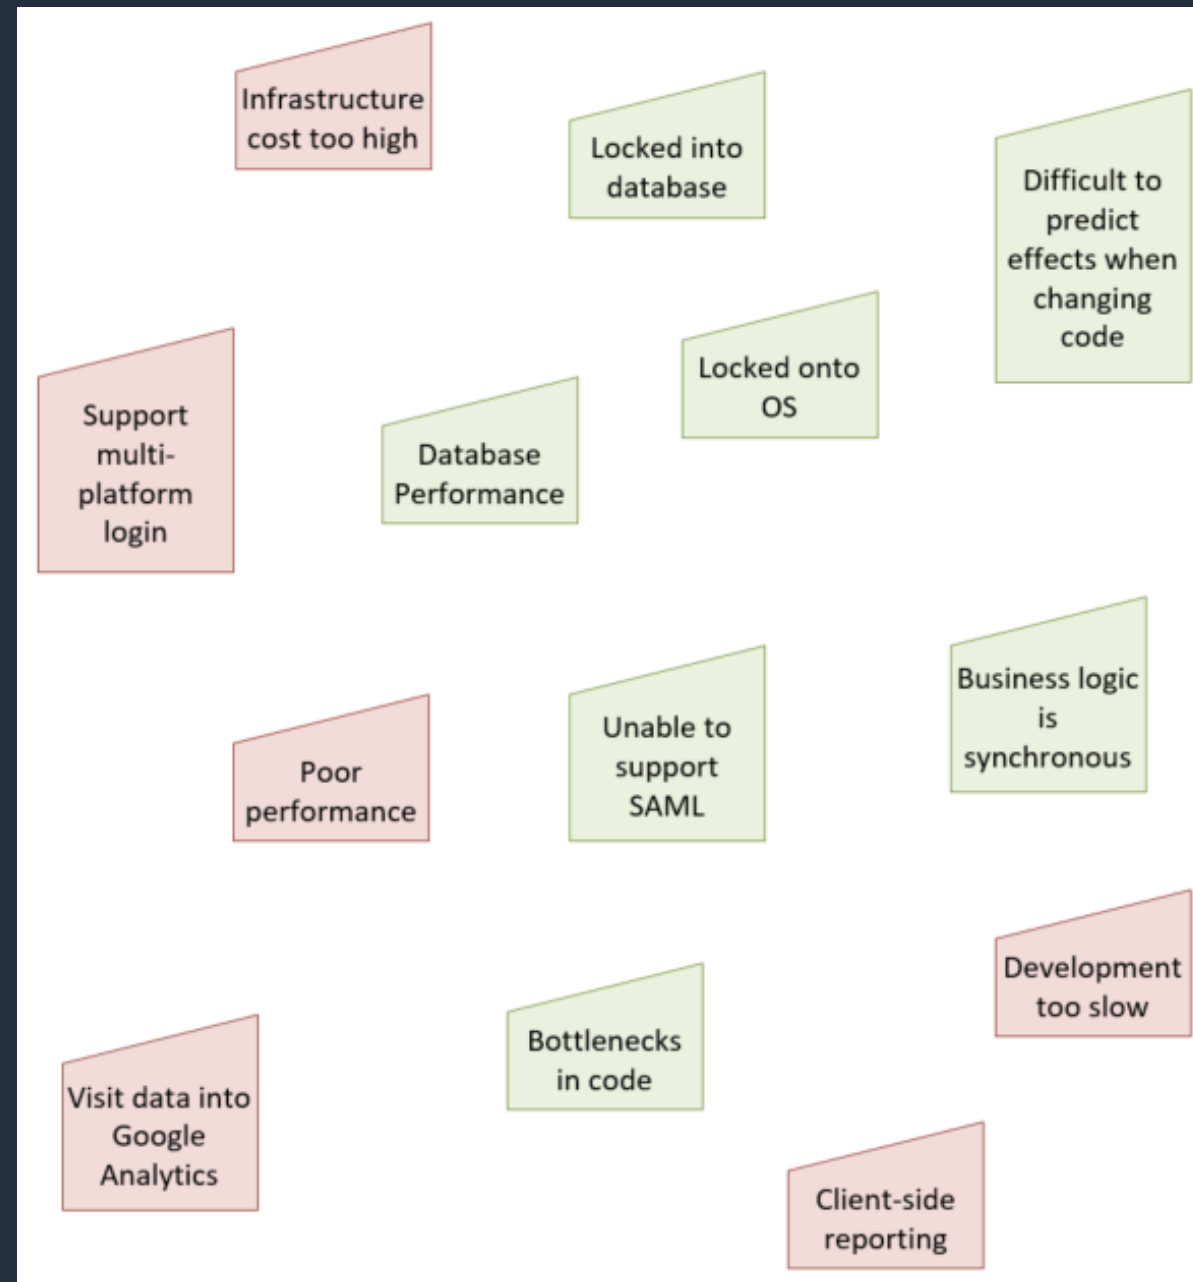 Infrastructure
cost too high
Locked into
database
Difficult to
predict
effects when
changing
code
Locked onto
OS
Support
multi-
platform
login
Database
Performance
Business logic
is
synchronous
Unable to
support
SAML
Poor
performance
Development
too slow
Bottlenecks
in code
Visit data into
Google
Analytics
Client-side
reporting